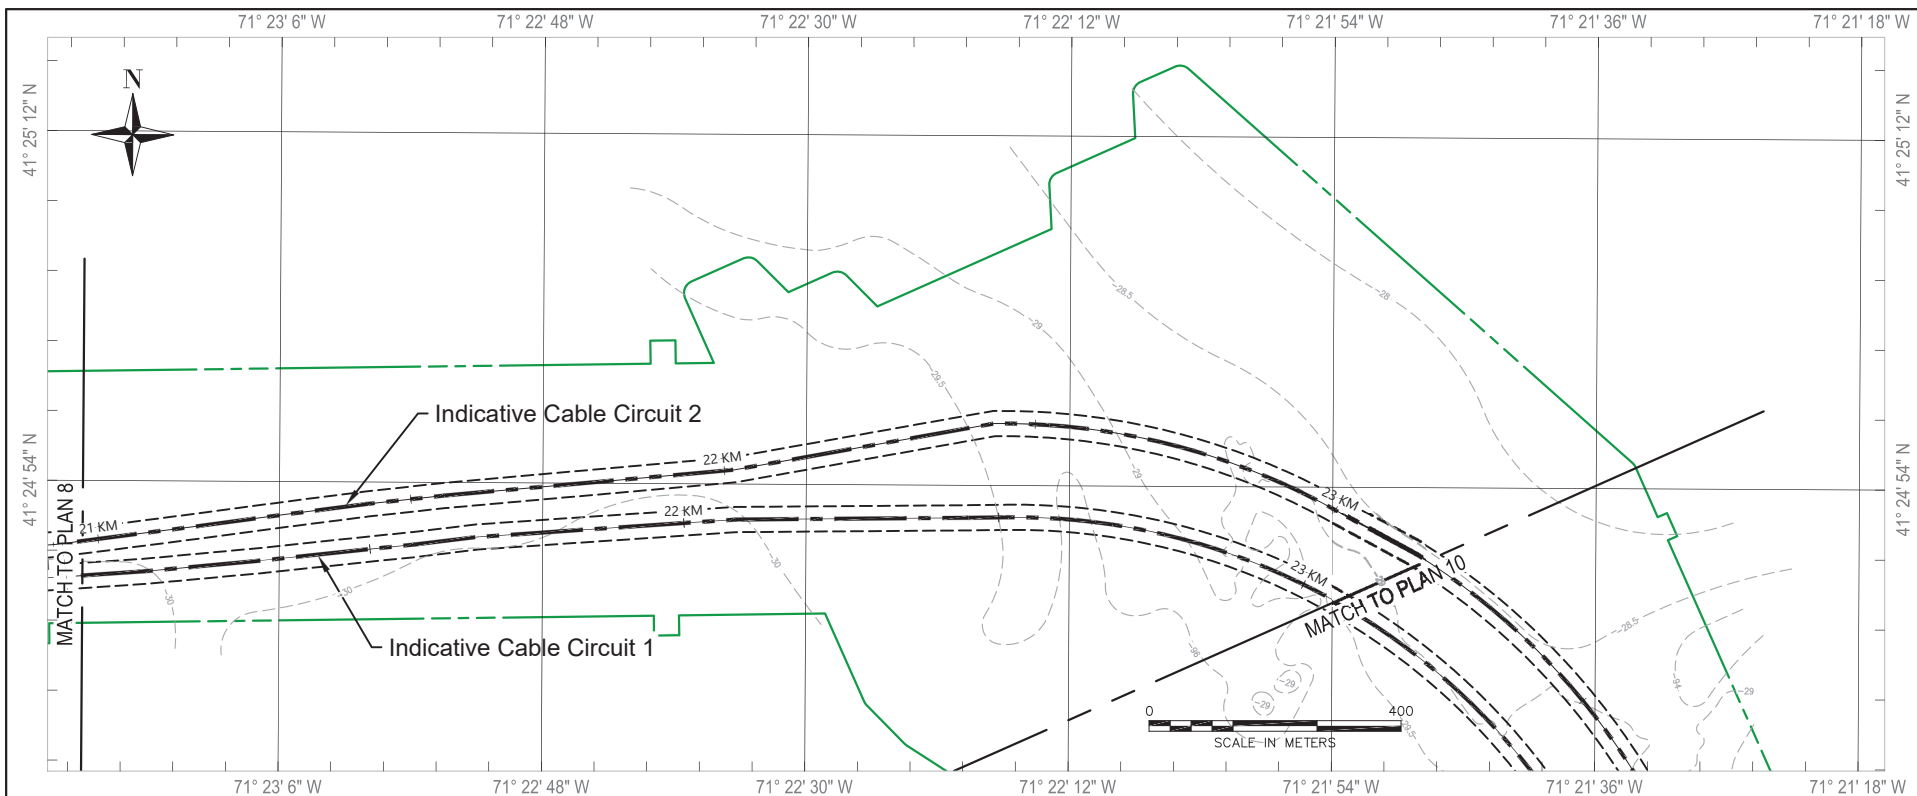 71° 23' 6" W
71° 22' 48" W
71° 22' 30" W
71° 22' 12" W
71° 21' 54" W
71° 21' 36" W
71° 21' 18" W
N
41° 25' 12" N
41° 25' 12" N
-28.5
-28
-29
-29.5
Indicative Cable Circuit 2
22 KM
41° 24' 54" N
41° 24' 54" N
-29
23 KM
21 KM
22 KM
MATCH TO PLAN 8
-30
-30
-30
23 KM
MATCH TO PLAN 10
-28.5
Indicative Cable Circuit 1
-96
-94
-29
-29
-29
-29.5
0
400
SCALE IN METERS
71° 23' 6" W
71° 22' 48" W
71° 22' 30" W
71° 22' 12" W
71° 21' 54" W
71° 21' 36" W
71° 21' 18" W